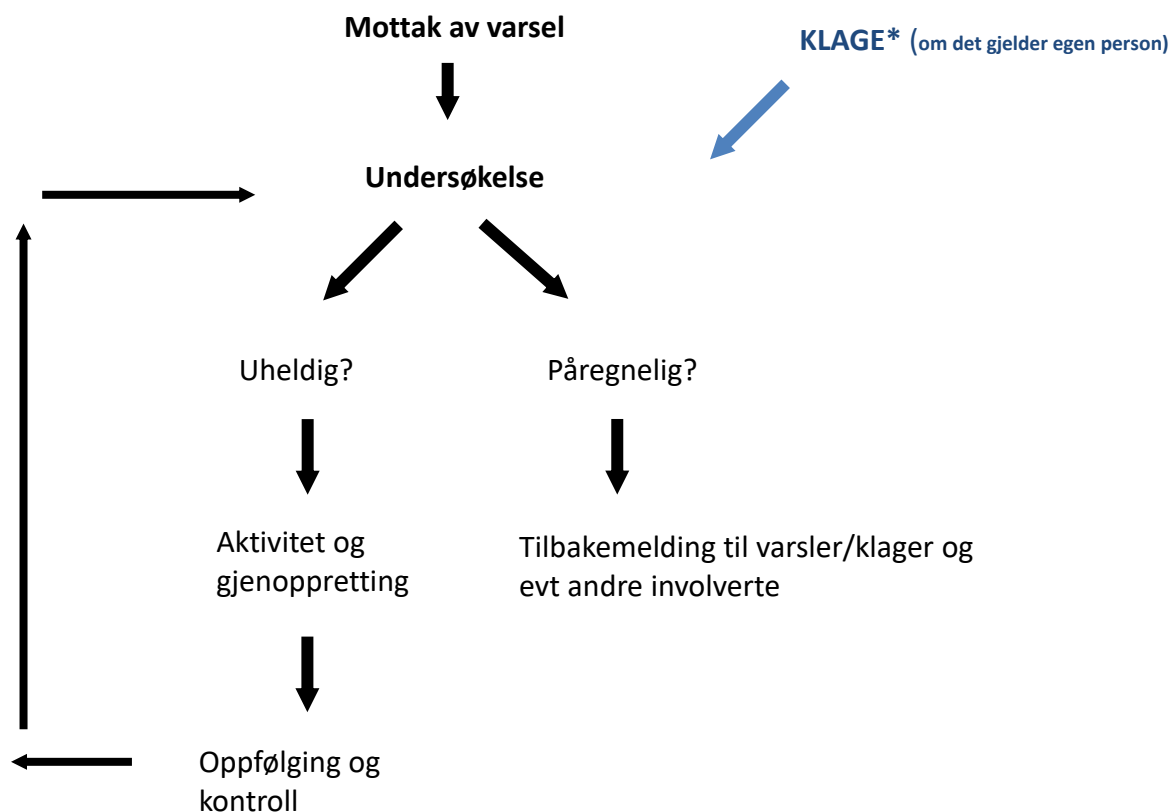 Mottak av varsel
KLAGE* (om det gjelder egen person)
Undersøkelse
Uheldig?
Påregnelig?
Aktivitet og
gjenoppretting
Tilbakemelding til varsler/klager og
evt andre involverte
Oppfølging og
kontroll